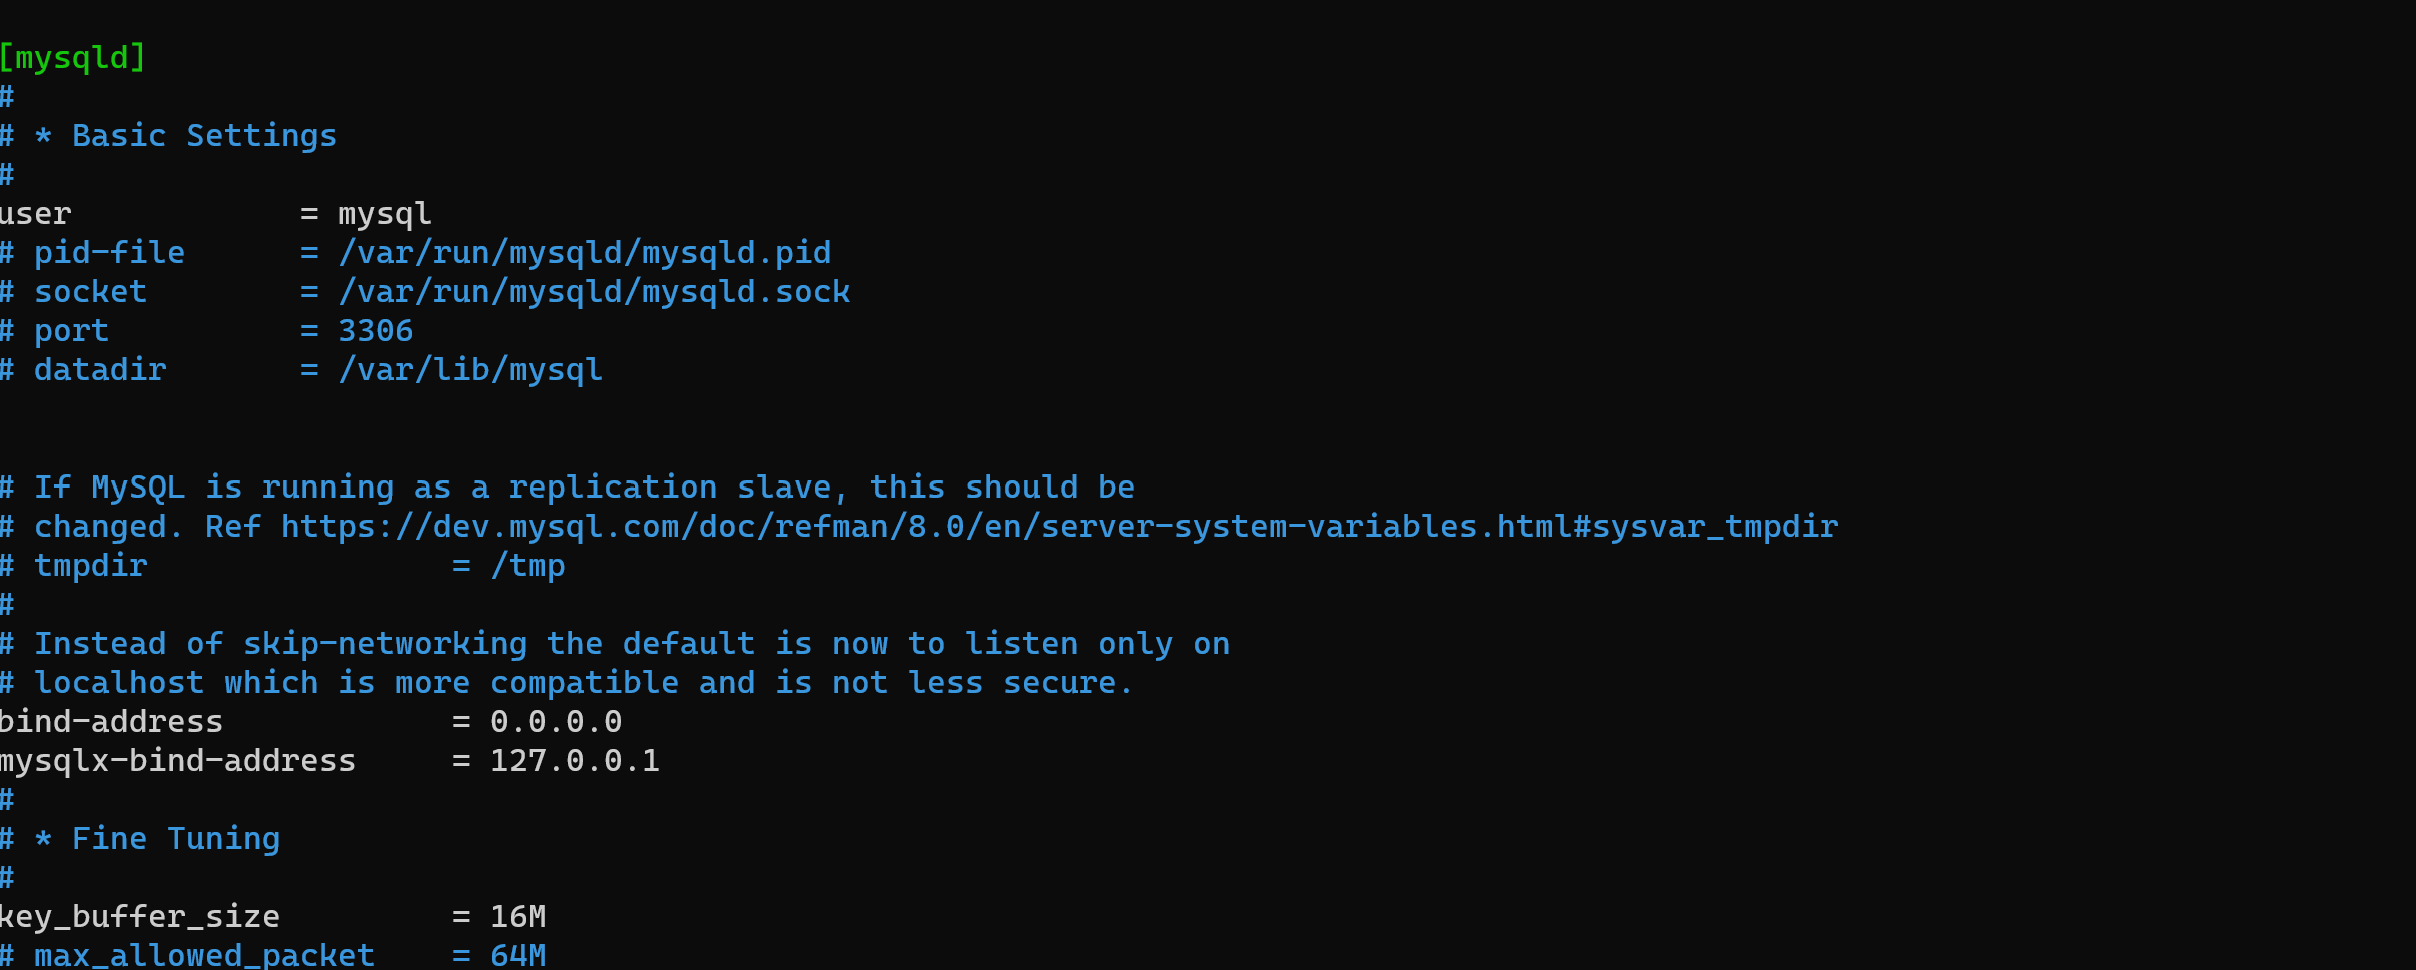 [mysqld]
#
# * Basic Settings
#
user            = mysql
# pid-file      = /var/run/mysqld/mysqld.pid
# socket        = /var/run/mysqld/mysqld.sock
# port          = 3306
# datadir       = /var/lib/mysql
# If MySQL is running as a replication slave, this should be
# changed. Ref https://dev.mysql.com/doc/refman/8.0/en/server-system-variables.html#sysvar_tmpdir
# tmpdir                = /tmp
#
# Instead of skip-networking the default is now to listen only on
# localhost which is more compatible and is not less secure.
bind-address            = 0.0.0.0
mysqlx-bind-address     = 127.0.0.1
#
# * Fine Tuning
#
key_buffer_size         = 16M
# max_allowed_packet    = 64M